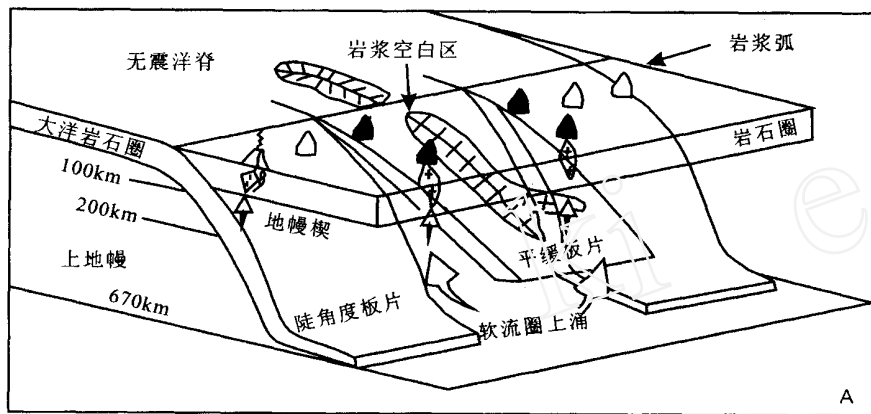 无震洋脊
岩浆空白区
岩浆弧
大洋岩石圈
岩石圈
100km
200km
地幔楔
上地幔
平缓板片
670km
陡角度板片
软流圈上涌
A